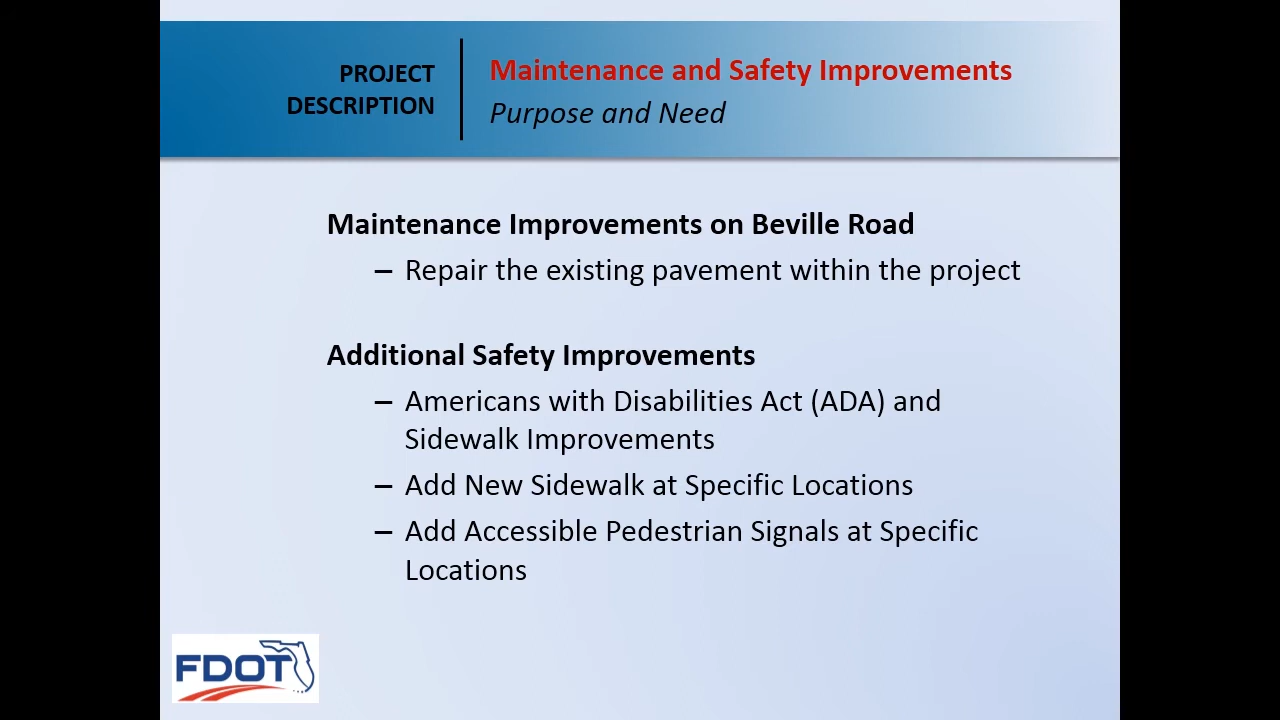 PROJECT
DESCRIPTION
Maintenance and Safety Improvements
Purpose and Need
Maintenance Improvements on Beville Road
– Repair the existing pavement within the project
Additional Safety Improvements
– Americans with Disabilities Act (ADA) and
Sidewalk Improvements
– Add New Sidewalk at Specific Locations
– Add Accessible Pedestrian Signals at Specific
Locations
FDOT